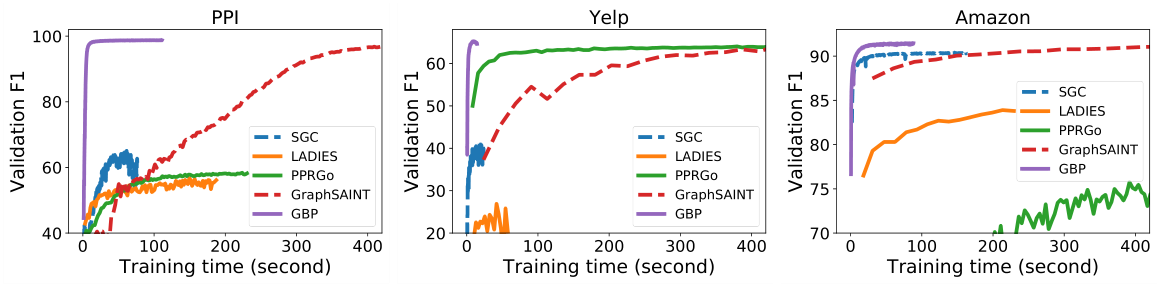 PPI
Validation F1
100
80
60
40
0
100
200
300
400
Training time (second)
SGC
LADIES
PPRGo
GraphSAINT
GBP
Yelp
Validation F1
60
50
40
30
20
0
100
200
300
400
Training time (second)
SGC
LADIES
PPRGo
GraphSAINT
GBP
Amazon
Validation F1
90
85
80
75
70
0
100
200
300
400
Training time (second)
SGC
LADIES
PPRGo
GraphSAINT
GBP